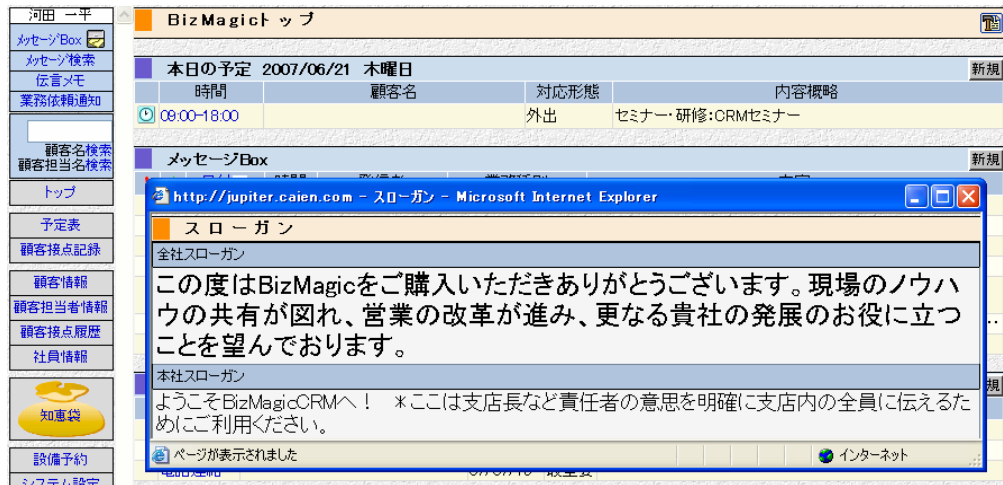 河田 一平
メッセージBox
メッセージ検索
伝言メモ
業務依頼通知
顧客名検索
顧客担当名検索
トップ
予定表
顧客接点記録
顧客情報
顧客担当者情報
顧客接点履歴
社員情報
知恵袋
設備予約
システム設定
BizMagicトップ
本日の予定 2007/06/21 木曜日
新規
時間 顧客名 対応形態 内容概略
09:00-18:00 外出 セミナー・研修:CRMセミナー
メッセージBox
新規
http://jupiter.caien.com - スローガン - Microsoft Internet Explorer
スローガン
全社スローガン
この度はBizMagicをご購入いただきありがとうございます。現場のノウハ
ウの共有が図れ、営業の改革が進み、更なる貴社の発展のお役に立つ
ことを望んでおります。
本社スローガン
ようこそBizMagicCRMへ! *ここは支店長など責任者の意思を明確に支店内の全員に伝えるた
めにご利用ください。
ページが表示されました
インターネット